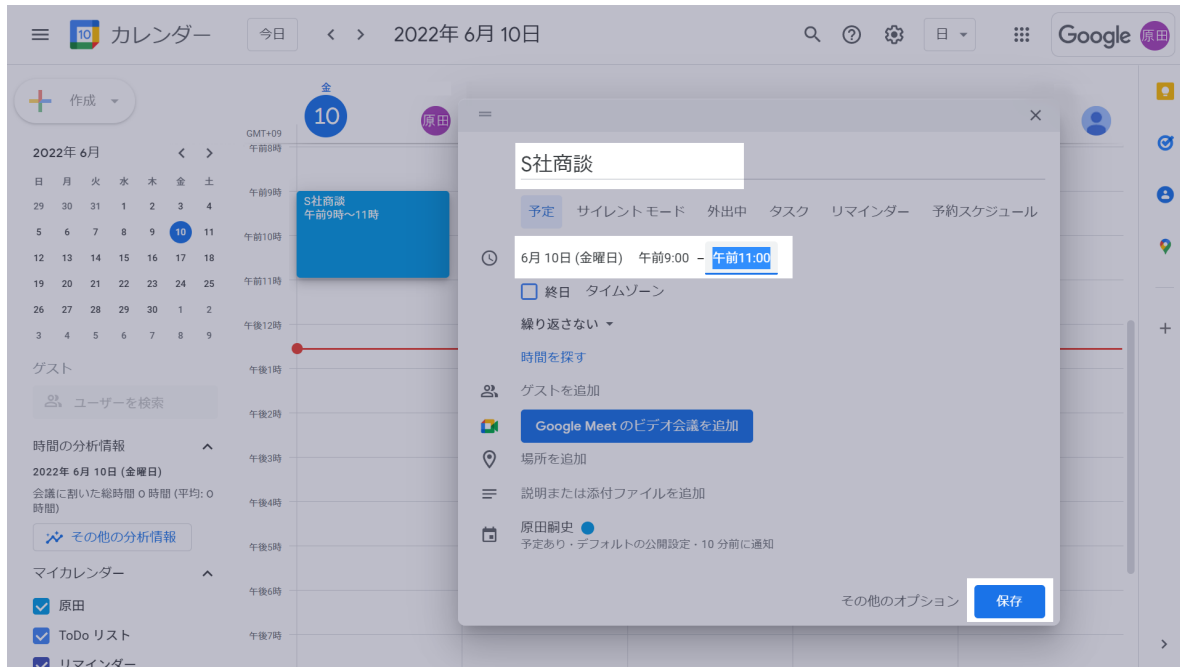 10 カレンダー 今日 2022年 6月 10日 日 Google 原田
作成
2022年 6月
日 月 火 水 木 金 土
29 30 31 1 2 3 4
5 6 7 8 9 10 11
12 13 14 15 16 17 18
19 20 21 22 23 24 25
26 27 28 29 30 1 2
3 4 5 6 7 8 9
ゲスト
ユーザーを検索
時間の分析情報
2022年 6月 10日 (金曜日)
会議に割いた総時間 0 時間 (平均: 0
時間)
その他の分析情報
マイカレンダー
原田
ToDo リスト
リマインダー
金
10
原田
GMT+09
午前8時
午前9時
午前10時
午前11時
午後12時
午後1時
午後2時
午後3時
午後4時
午後5時
午後6時
午後7時
S社商談
午前9時～11時
S社商談
予定 サイレント モード 外出中 タスク リマインダー 予約スケジュール
6月 10日 (金曜日) 午前9:00 – 午前11:00
終日 タイムゾーン
繰り返さない
時間を探す
ゲストを追加
Google Meet のビデオ会議を追加
場所を追加
説明または添付ファイルを追加
原田嗣史
予定あり・デフォルトの公開設定・10 分前に通知
その他のオプション 保存